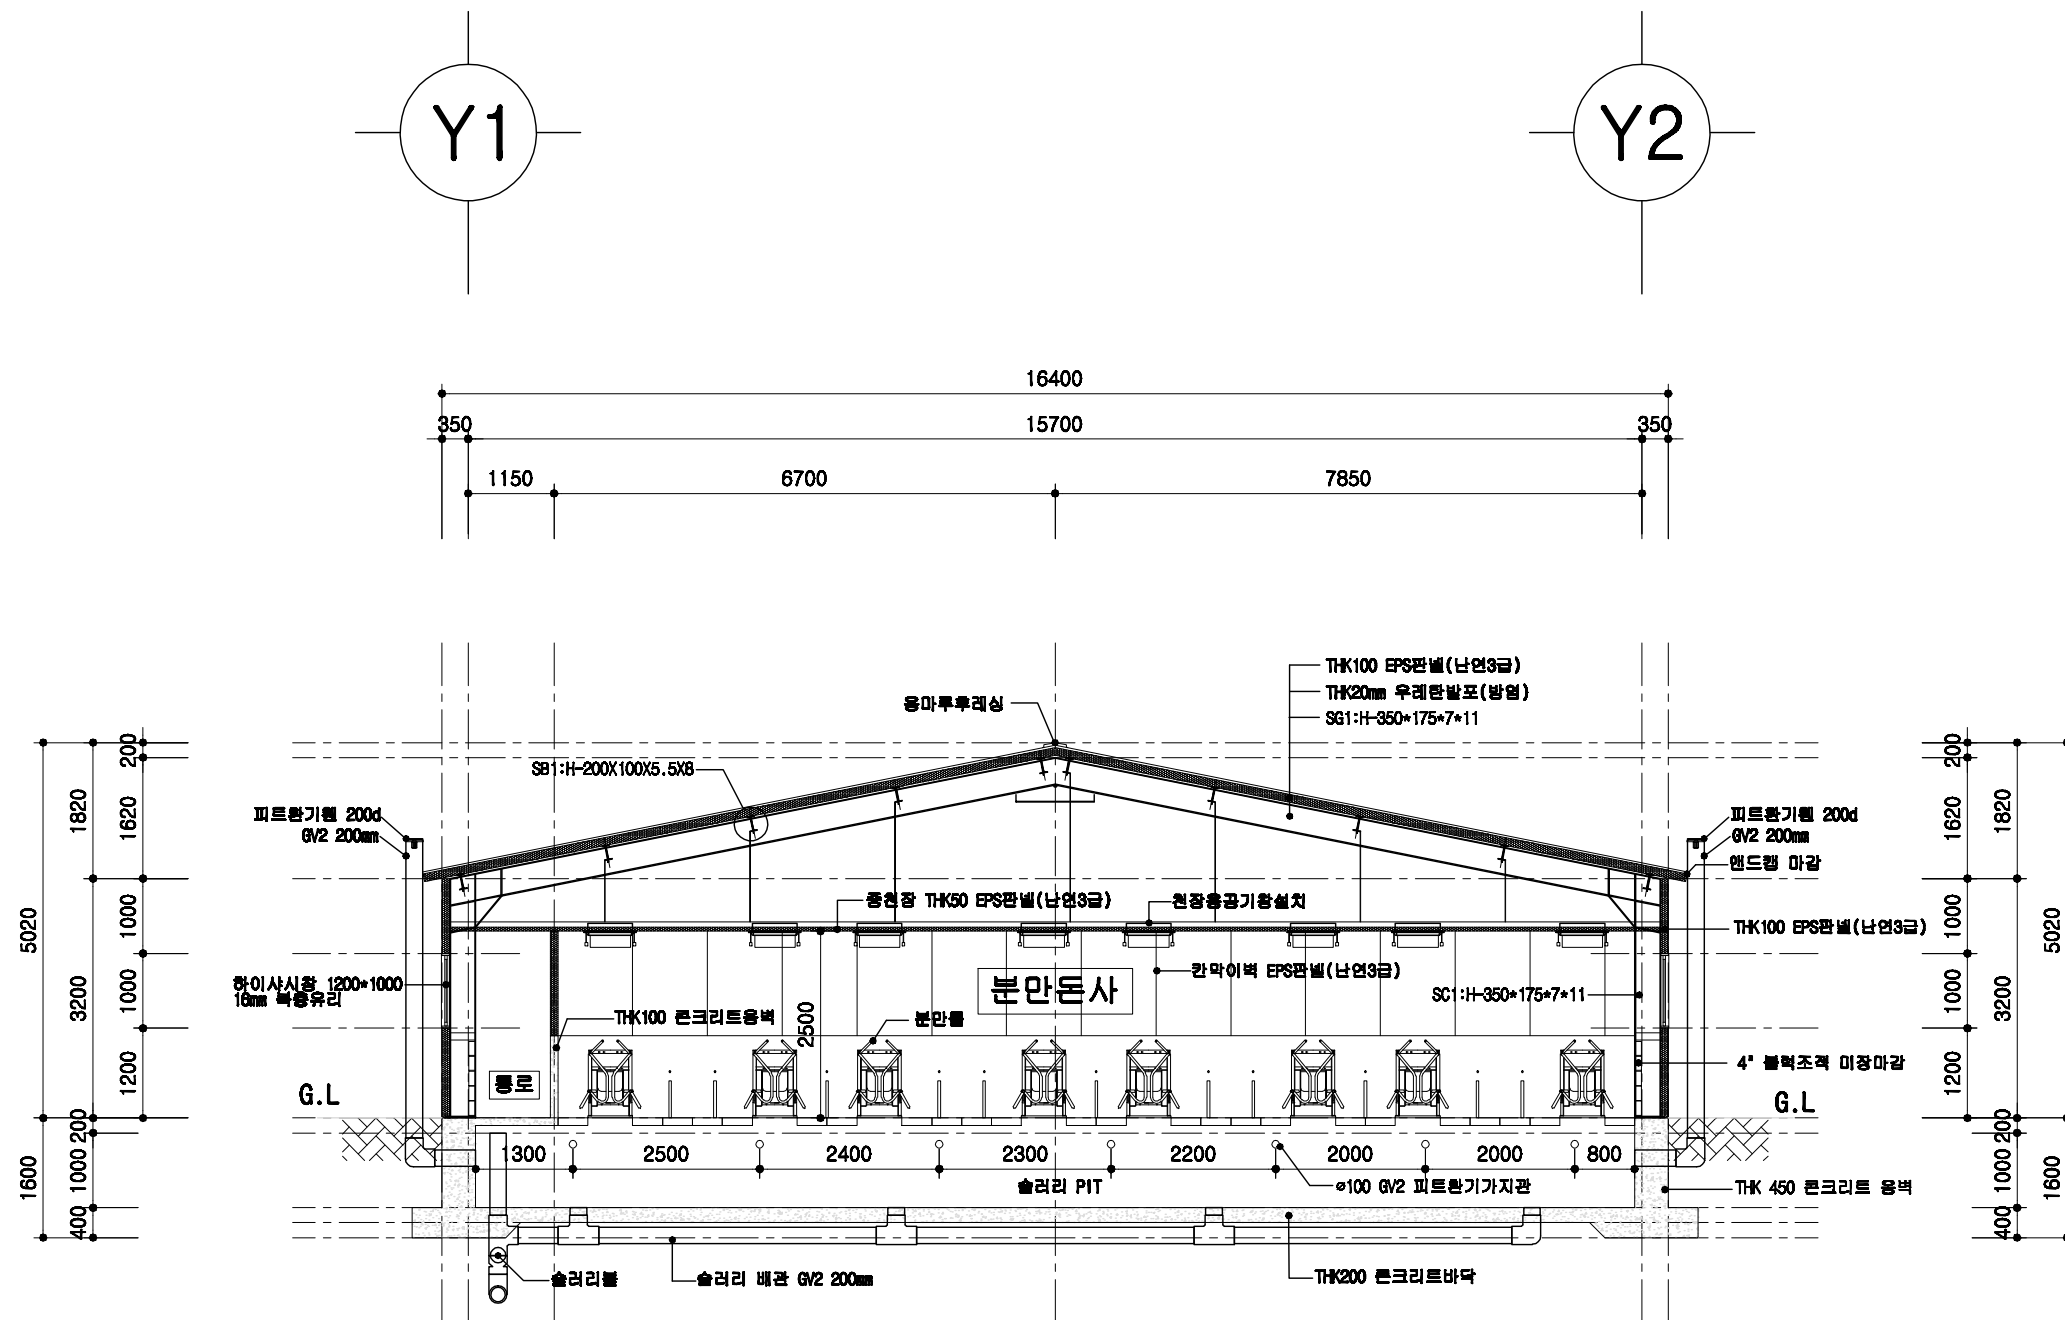 Y1
Y2
16400
350
15700
350
1150
6700
7850
THK100 EPS판넬(난연3급)
THK20mm 우레탄발포(방염)
SG1:H-350*175*7*11
용마루후레싱
SB1:H-200X100X5.5X8
피트환기휀 200d
GV2 200mm
피트환기휀 200d
GV2 200mm
앤드캡 마감
중천장 THK50 EPS판넬(난연3급)
천장용공기창설치
THK100 EPS판넬(난연3급)
칸막이벽 EPS판넬(난연3급)
분만돈사
하이샤시창 1200*1000
16mm 복층유리
SC1:H-350*175*7*11
THK100 콘크리트옹벽
2500
분만틀
통로
4" 블럭조적 미장마감
G.L
G.L
1300
2500
2400
2300
2200
2000
2000
800
슬러리 PIT
ø100 GV2 피트환기가지관
THK 450 콘크리트 옹벽
슬러리볼
슬러리 배관 GV2 200mm
THK200 콘크리트바닥
5020
1600
1820
3200
200
1000
400
200
1620
1000
1000
1200
200
1620
1000
1000
1200
1820
3200
200
1000
400
5020
1600